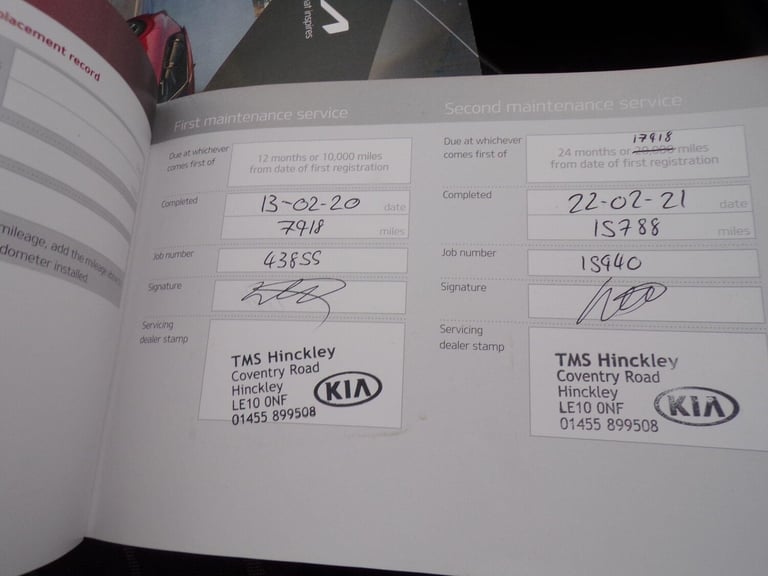 placement record
mileage, add the mileage
dometer installed.
at inspires
First maintenance service
Due at whichever
comes first of
12 months or 10,000 miles
from date of first registration
Completed
13-02-20 date
7918 miles
Job number
43855
Signature
Servicing
dealer stamp
TMS Hinckley
Coventry Road
Hinckley
LE10 0NF
01455 899508
KIA
Second maintenance service
Due at whichever
comes first of
17918
24 months or 20,000 miles
from date of first registration
Completed
22-02-21 date
15788 miles
Job number
15940
Signature
Servicing
dealer stamp
TMS Hinckley
Coventry Road
Hinckley
LE10 0NF
01455 899508
KIA